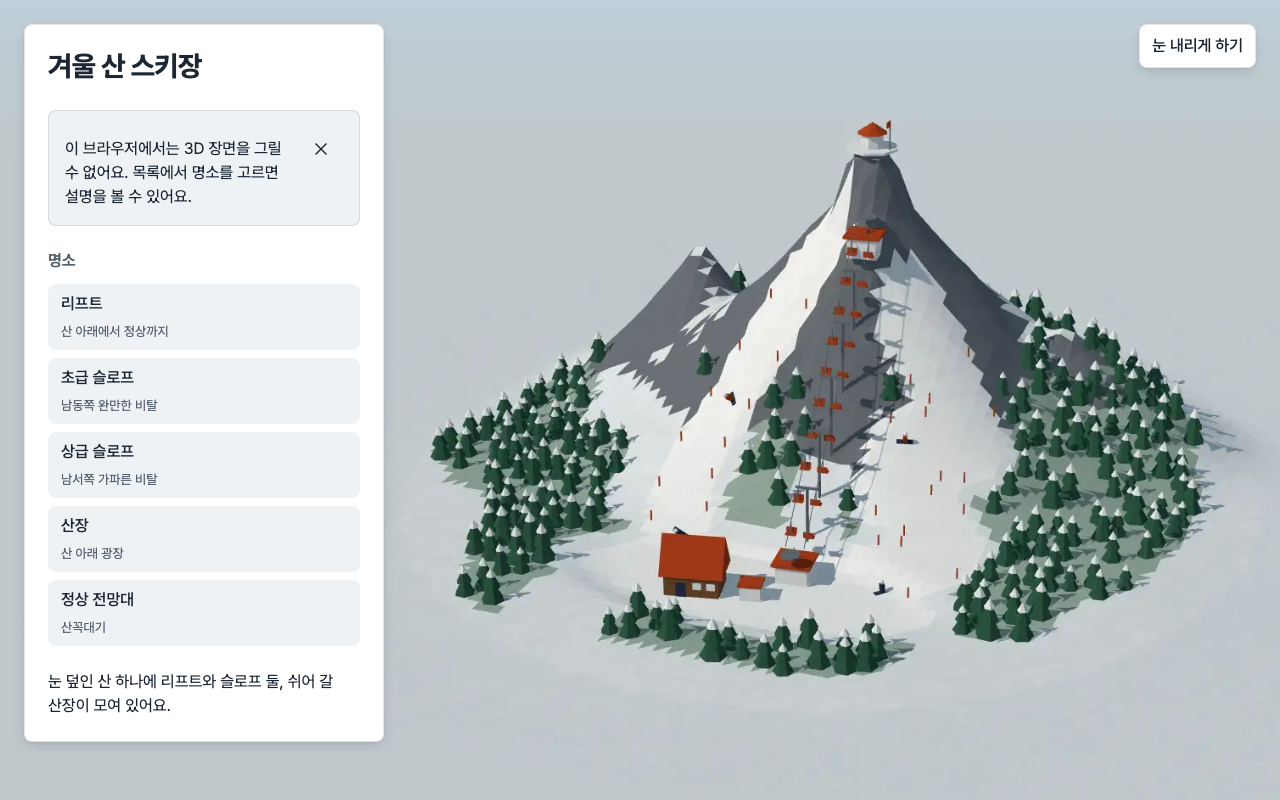 겨울 산 스키장
눈 내리게 하기
이 브라우저에서는 3D 장면을 그릴
수 없어요. 목록에서 명소를 고르면
설명을 볼 수 있어요.
명소
리프트
산 아래에서 정상까지
초급 슬로프
남동쪽 완만한 비탈
상급 슬로프
남서쪽 가파른 비탈
산장
산 아래 광장
정상 전망대
산꼭대기
눈 덮인 산 하나에 리프트와 슬로프 둘, 쉬어 갈
산장이 모여 있어요.